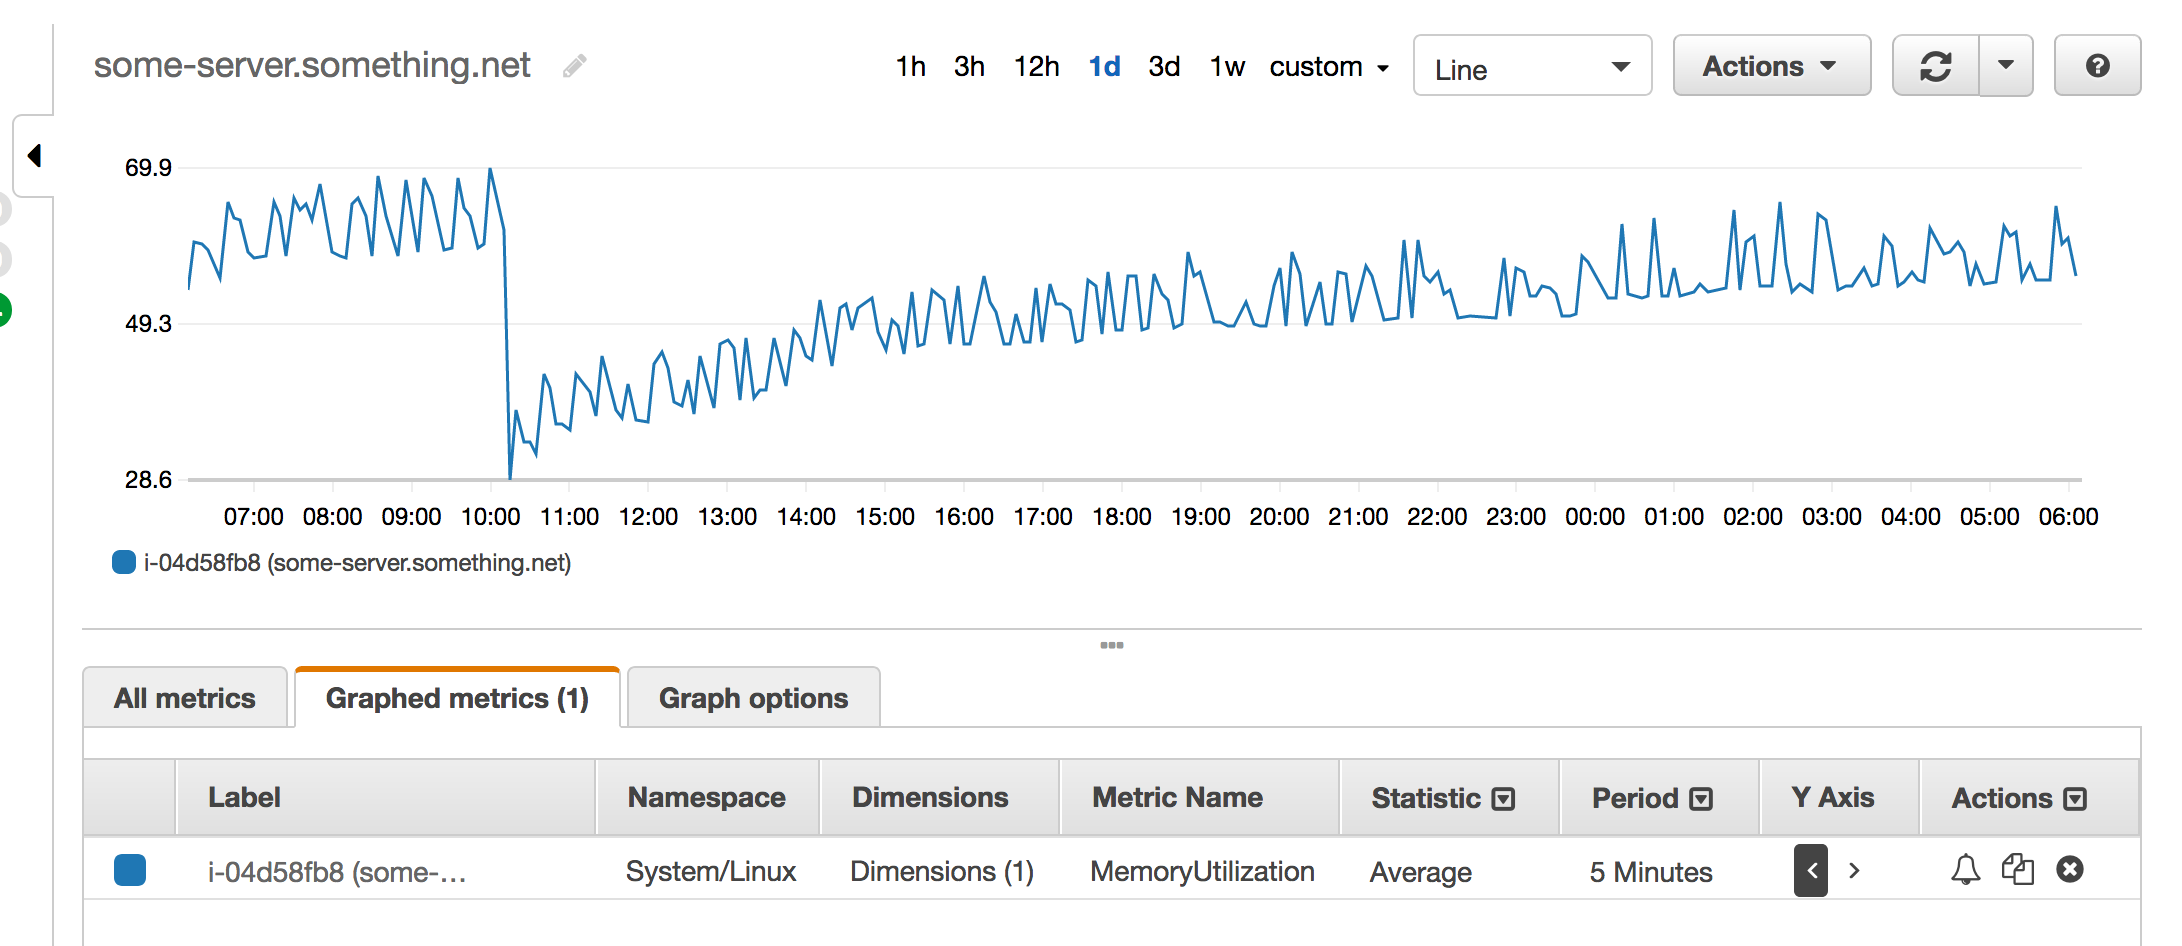 some-server.something.net 1h 3h 12h 1d 3d 1w custom Line Actions ?
69.9
49.3
28.6
07:00 08:00 09:00 10:00 11:00 12:00 13:00 14:00 15:00 16:00 17:00 18:00 19:00 20:00 21:00 22:00 23:00 00:00 01:00 02:00 03:00 04:00 05:00 06:00
i-04d58fb8 (some-server.something.net)
All metrics Graphed metrics (1) Graph options
Label Namespace Dimensions Metric Name Statistic Period Y Axis Actions
i-04d58fb8 (some-... System/Linux Dimensions (1) MemoryUtilization Average 5 Minutes < >